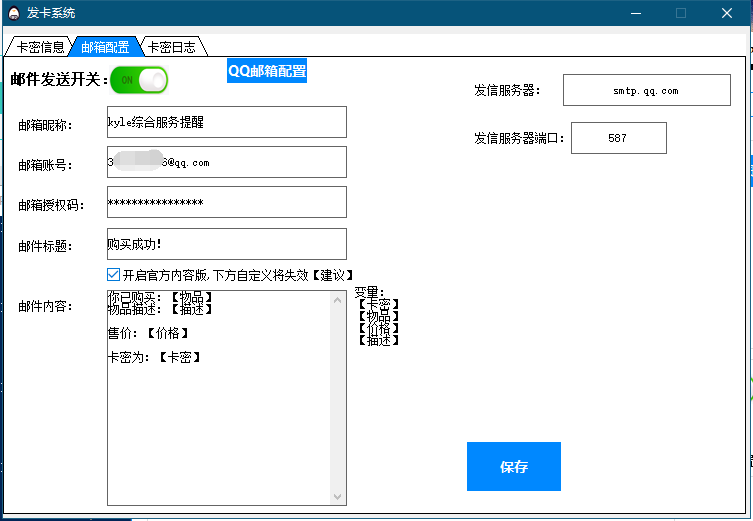 发卡系统
卡密信息 邮箱配置 卡密日志
邮件发送开关： ON
QQ邮箱配置
发信服务器： smtp.qq.com
发信服务器端口： 587
邮箱昵称： kyle综合服务提醒
邮箱账号： 3 6@qq.com
邮箱授权码： ****************
邮件标题： 购买成功!
开启官方内容版,下方自定义将失效【建议】
邮件内容：
你已购买：【物品】
物品描述：【描述】
售价：【价格】
卡密为：【卡密】
变量：
【卡密】
【物品】
【价格】
【描述】
保存